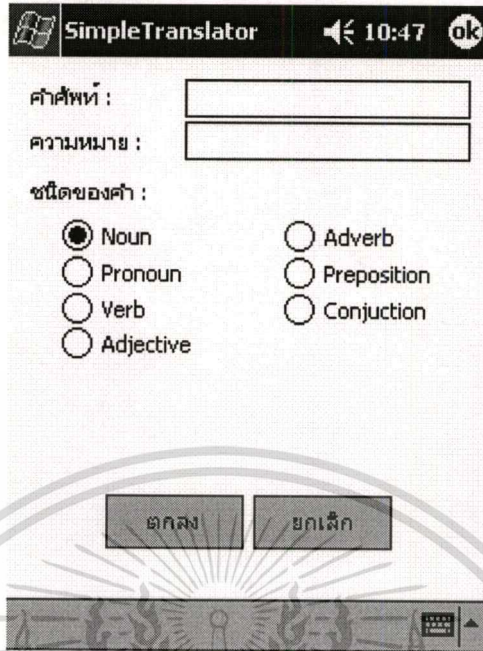 SimpleTranslator 10:47 ok
คำศัพท์ :
ความหมาย :
ชนิดของคำ :
Noun Adverb
Pronoun Preposition
Verb Conjuction
Adjective
ตกลง ยกเลิก